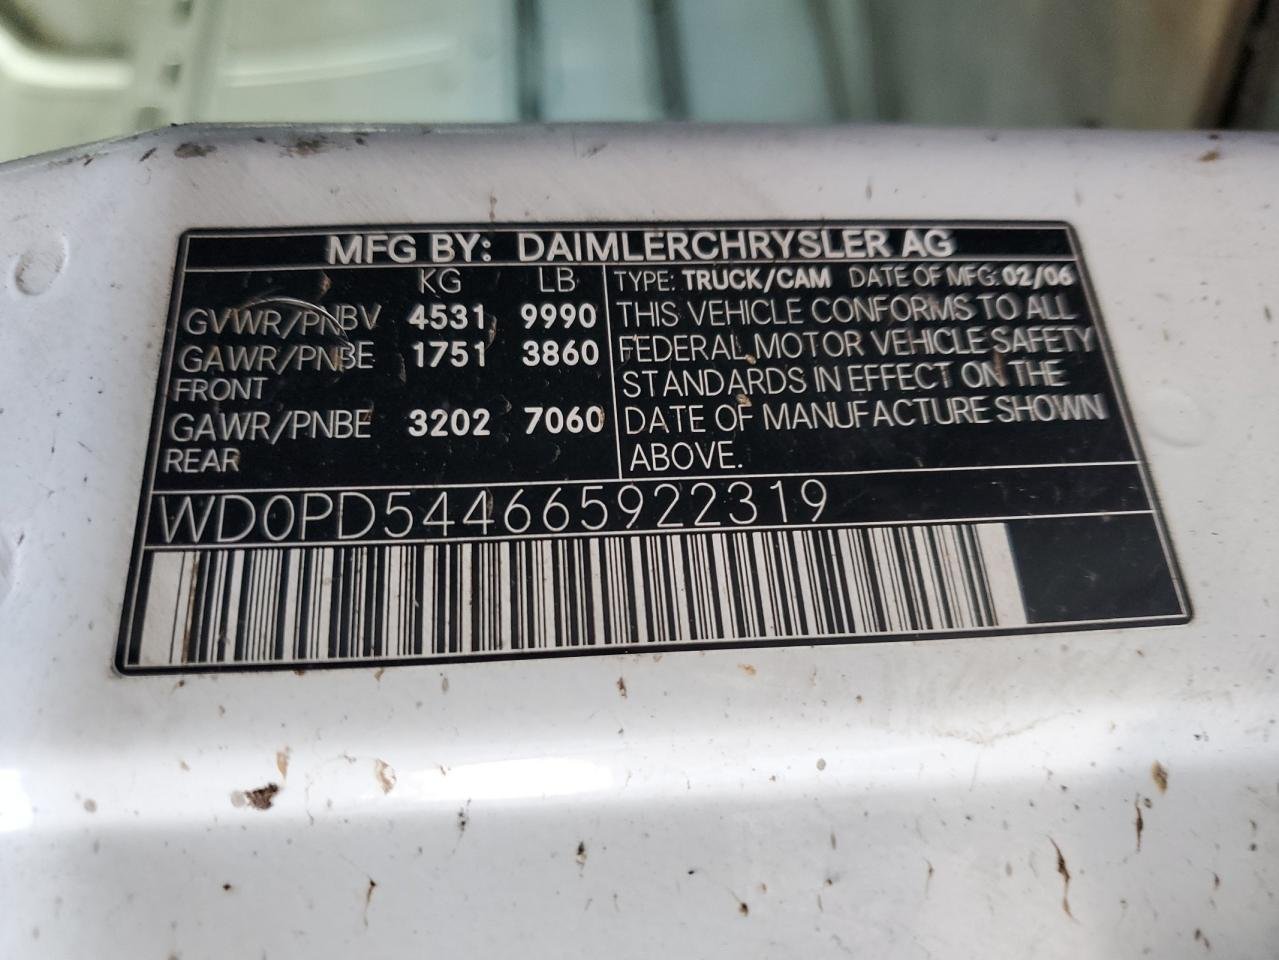 MFG BY: DAIMLERCHRYSLER AG
KG LB
GVWR/PNBV 4531 9990
GAWR/PNBE 1751 3860
FRONT
GAWR/PNBE 3202 7060
REAR
TYPE: TRUCK/CAM DATE OF MFG: 02/06
THIS VEHICLE CONFORMS TO ALL
FEDERAL MOTOR VEHICLE SAFETY
STANDARDS IN EFFECT ON THE
DATE OF MANUFACTURE SHOWN
ABOVE.
WD0PD544665922319